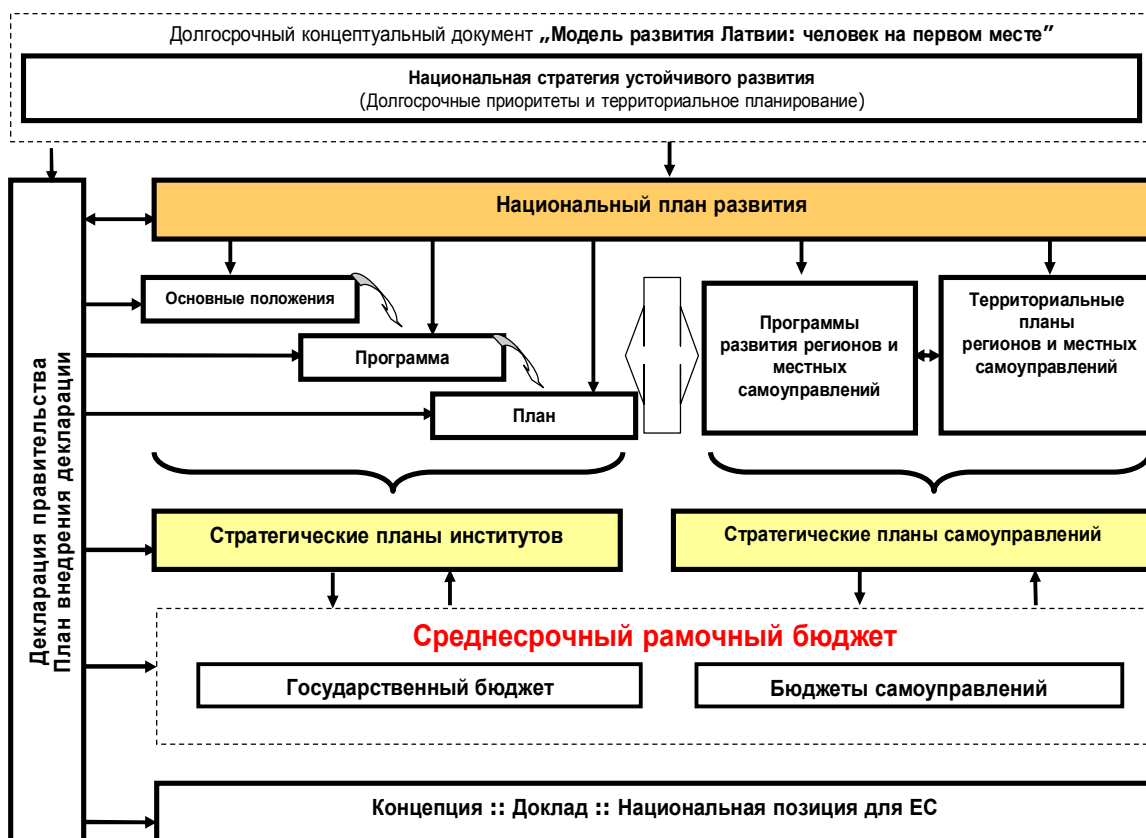 Долгосрочный концептуальный документ „Модель развития Латвии: человек на первом месте”
Национальная стратегия устойчивого развития
(Долгосрочные приоритеты и территориальное планирование)
Декларация правительства
План внедрения декларации
Национальный план развития
Основные положения
Программа
План
Программы
развития регионов и
местных
самоуправлений
Территориальные
планы
регионов и местных
самоуправлений
Стратегические планы институтов
Стратегические планы самоуправлений
Среднесрочный рамочный бюджет
Государственный бюджет
Бюджеты самоуправлений
Концепция :: Доклад :: Национальная позиция для ЕС